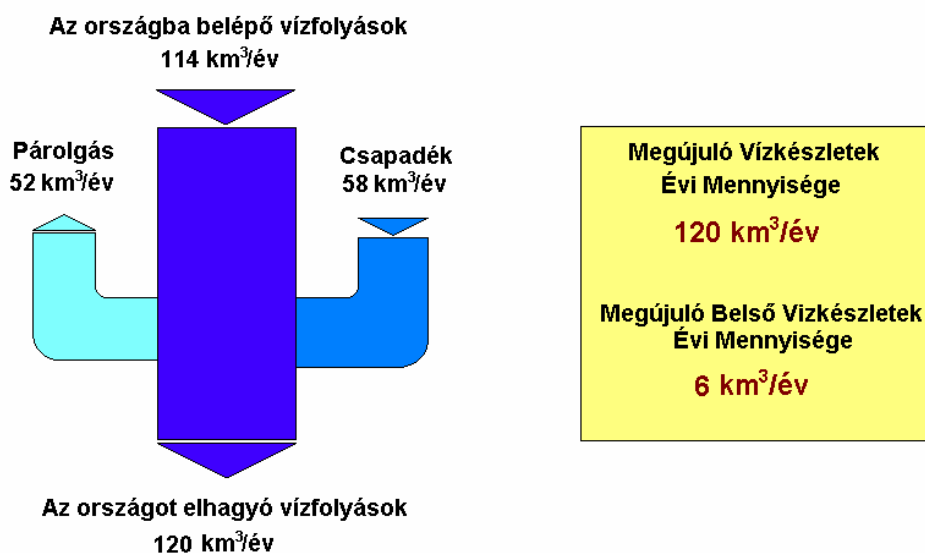 Az országba belépő vízfolyások
114 km³/év
Párolgás
52 km³/év
Csapadék
58 km³/év
Az országot elhagyó vízfolyások
120 km³/év
Megújuló Vízkészletek
Évi Mennyisége
120 km³/év
Megújuló Belső Vizkészletek
Évi Mennyisége
6 km³/év